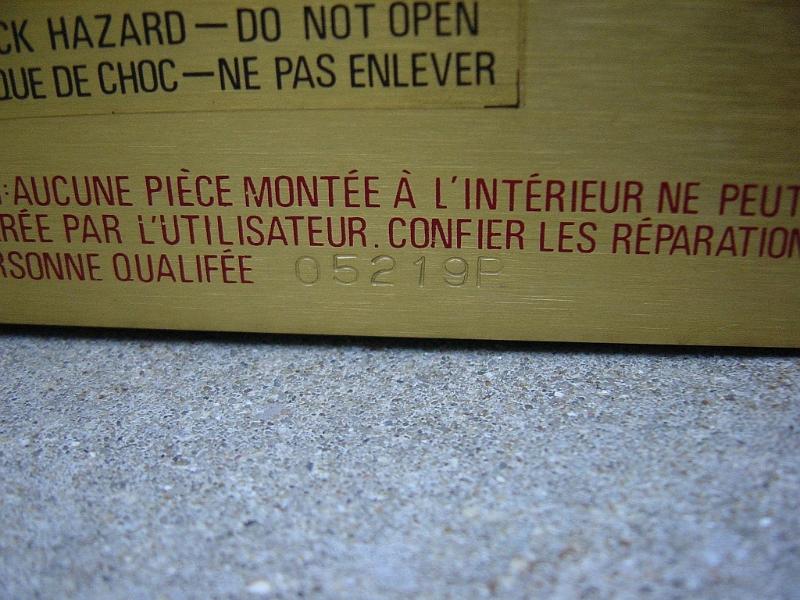 CK HAZARD — DO NOT OPEN
QUE DE CHOC — NE PAS ENLEVER
: AUCUNE PIÈCE MONTÉE À L'INTÉRIEUR NE PEUT
RÉE PAR L'UTILISATEUR. CONFIER LES RÉPARATION
RSONNE QUALIFÉE 05219P